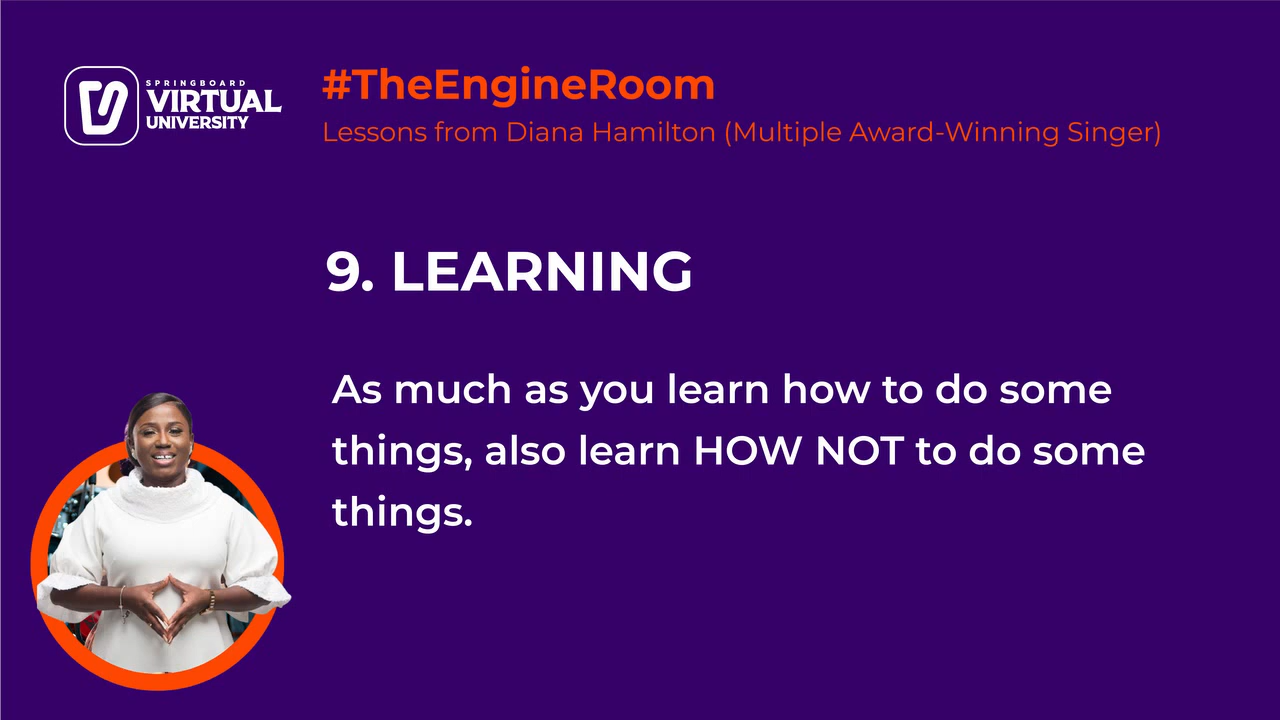 SPRINGBOARD
VIRTUAL
UNIVERSITY
#TheEngineRoom
Lessons from Diana Hamilton (Multiple Award-Winning Singer)
9. LEARNING
As much as you learn how to do some
things, also learn HOW NOT to do some
things.